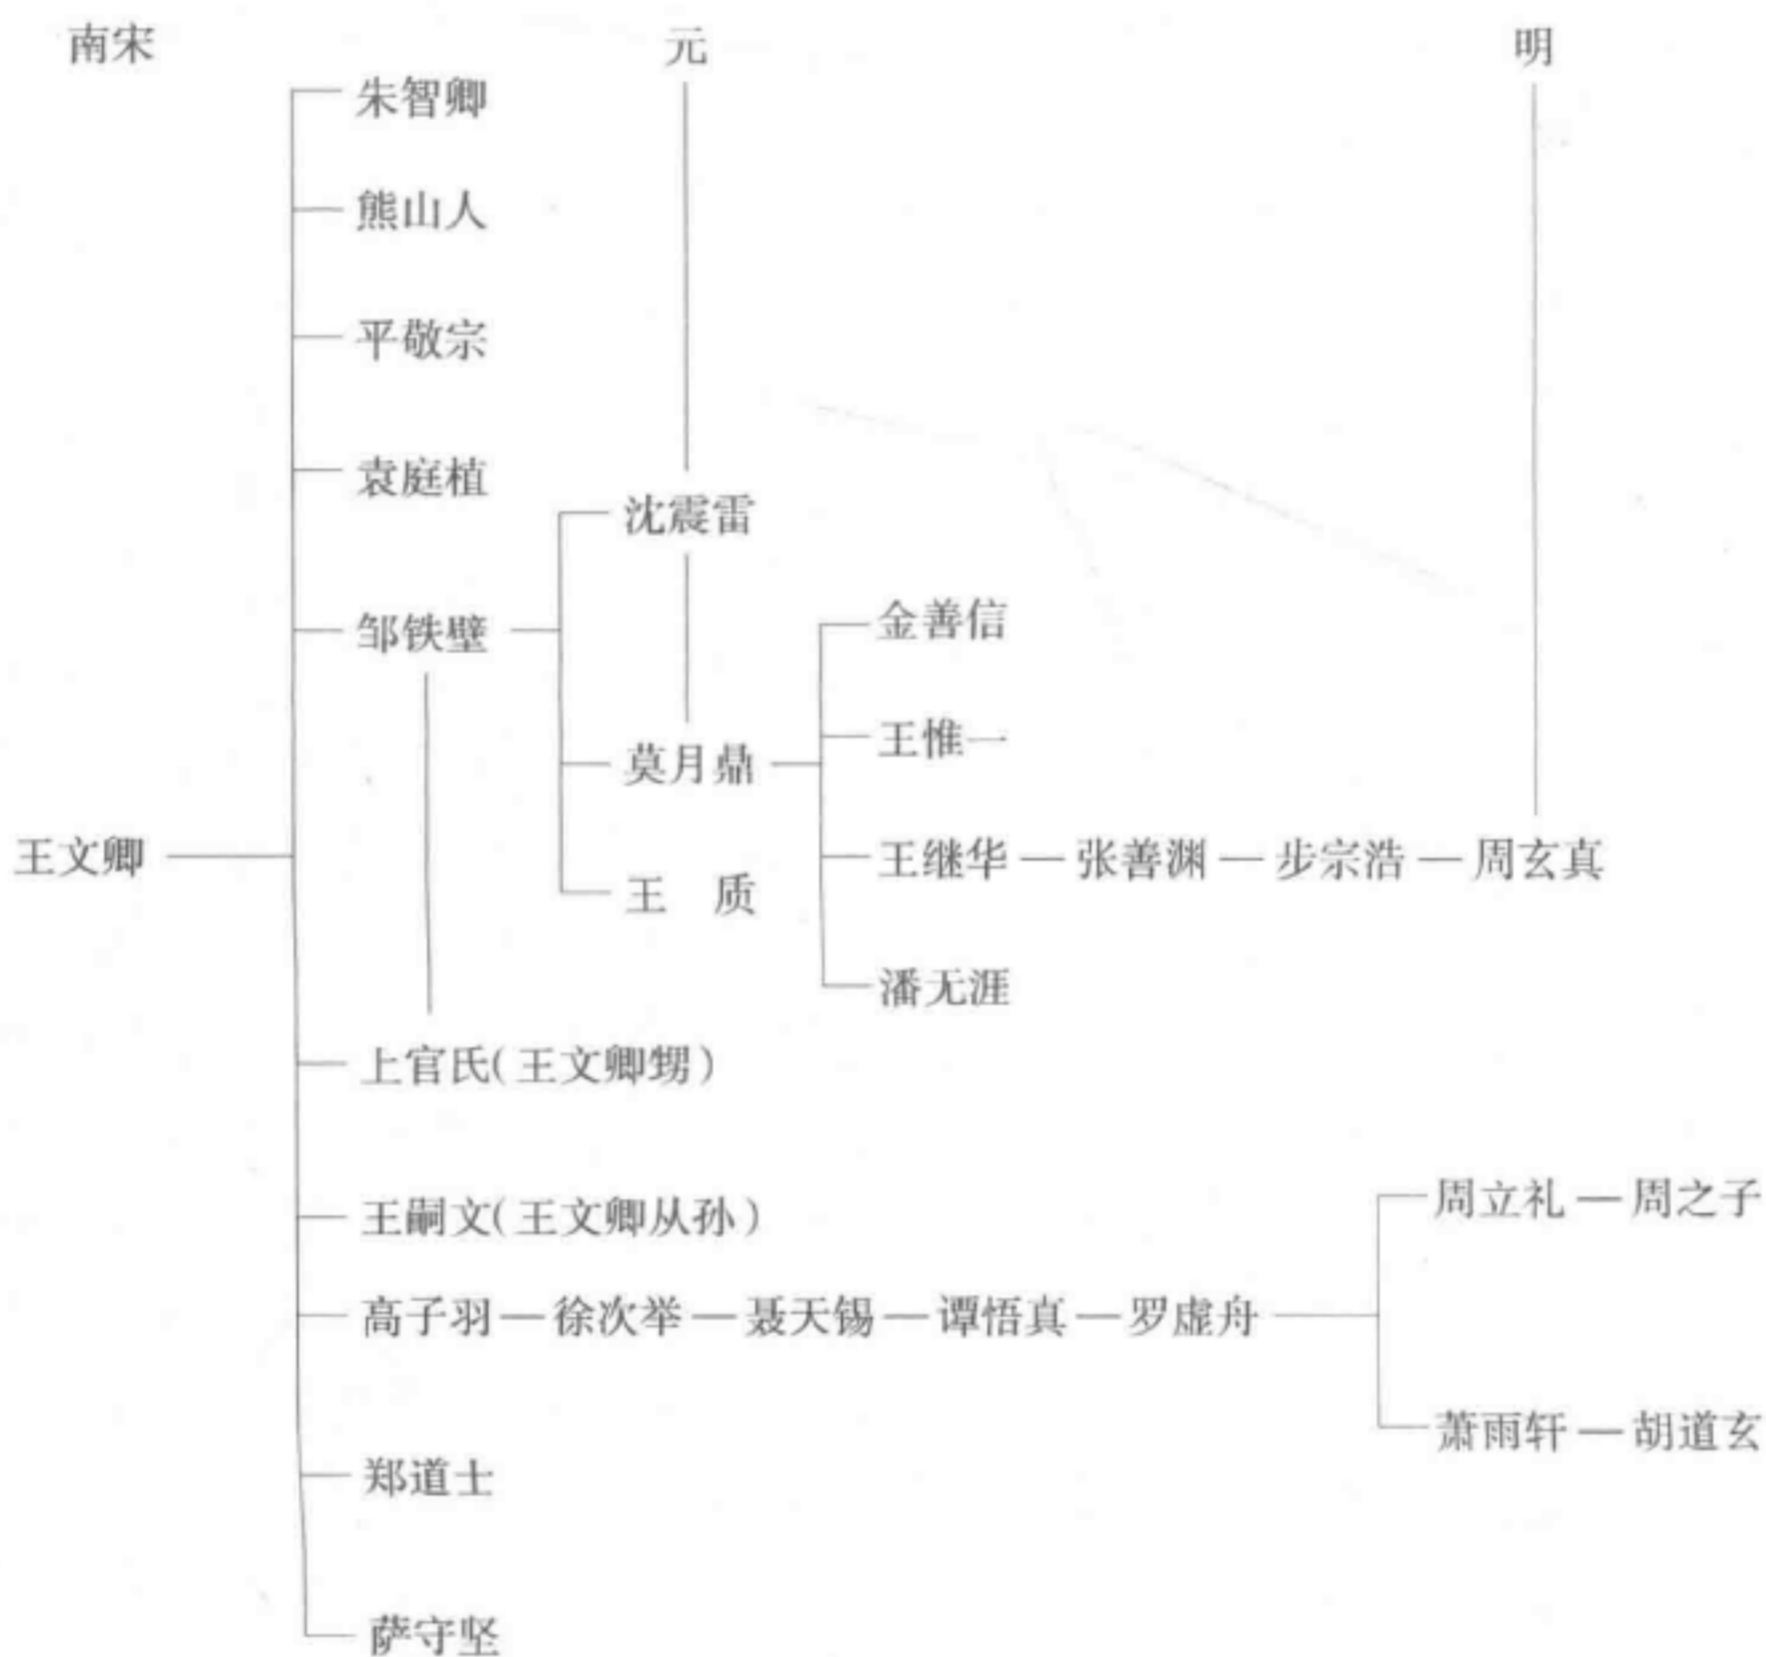 南宋 元 明
朱智卿
熊山人
平敬宗
袁庭植
沈震雷
邹铁壁
金善信
王惟一
莫月鼎
王文卿
王继华 — 张善渊 — 步宗浩 — 周玄真
王 质
潘无涯
上官氏(王文卿甥)
周立礼 — 周之子
王嗣文(王文卿从孙)
高子羽 — 徐次举 — 聂天锡 — 谭悟真 — 罗虚舟
萧雨轩 — 胡道玄
郑道士
萨守坚